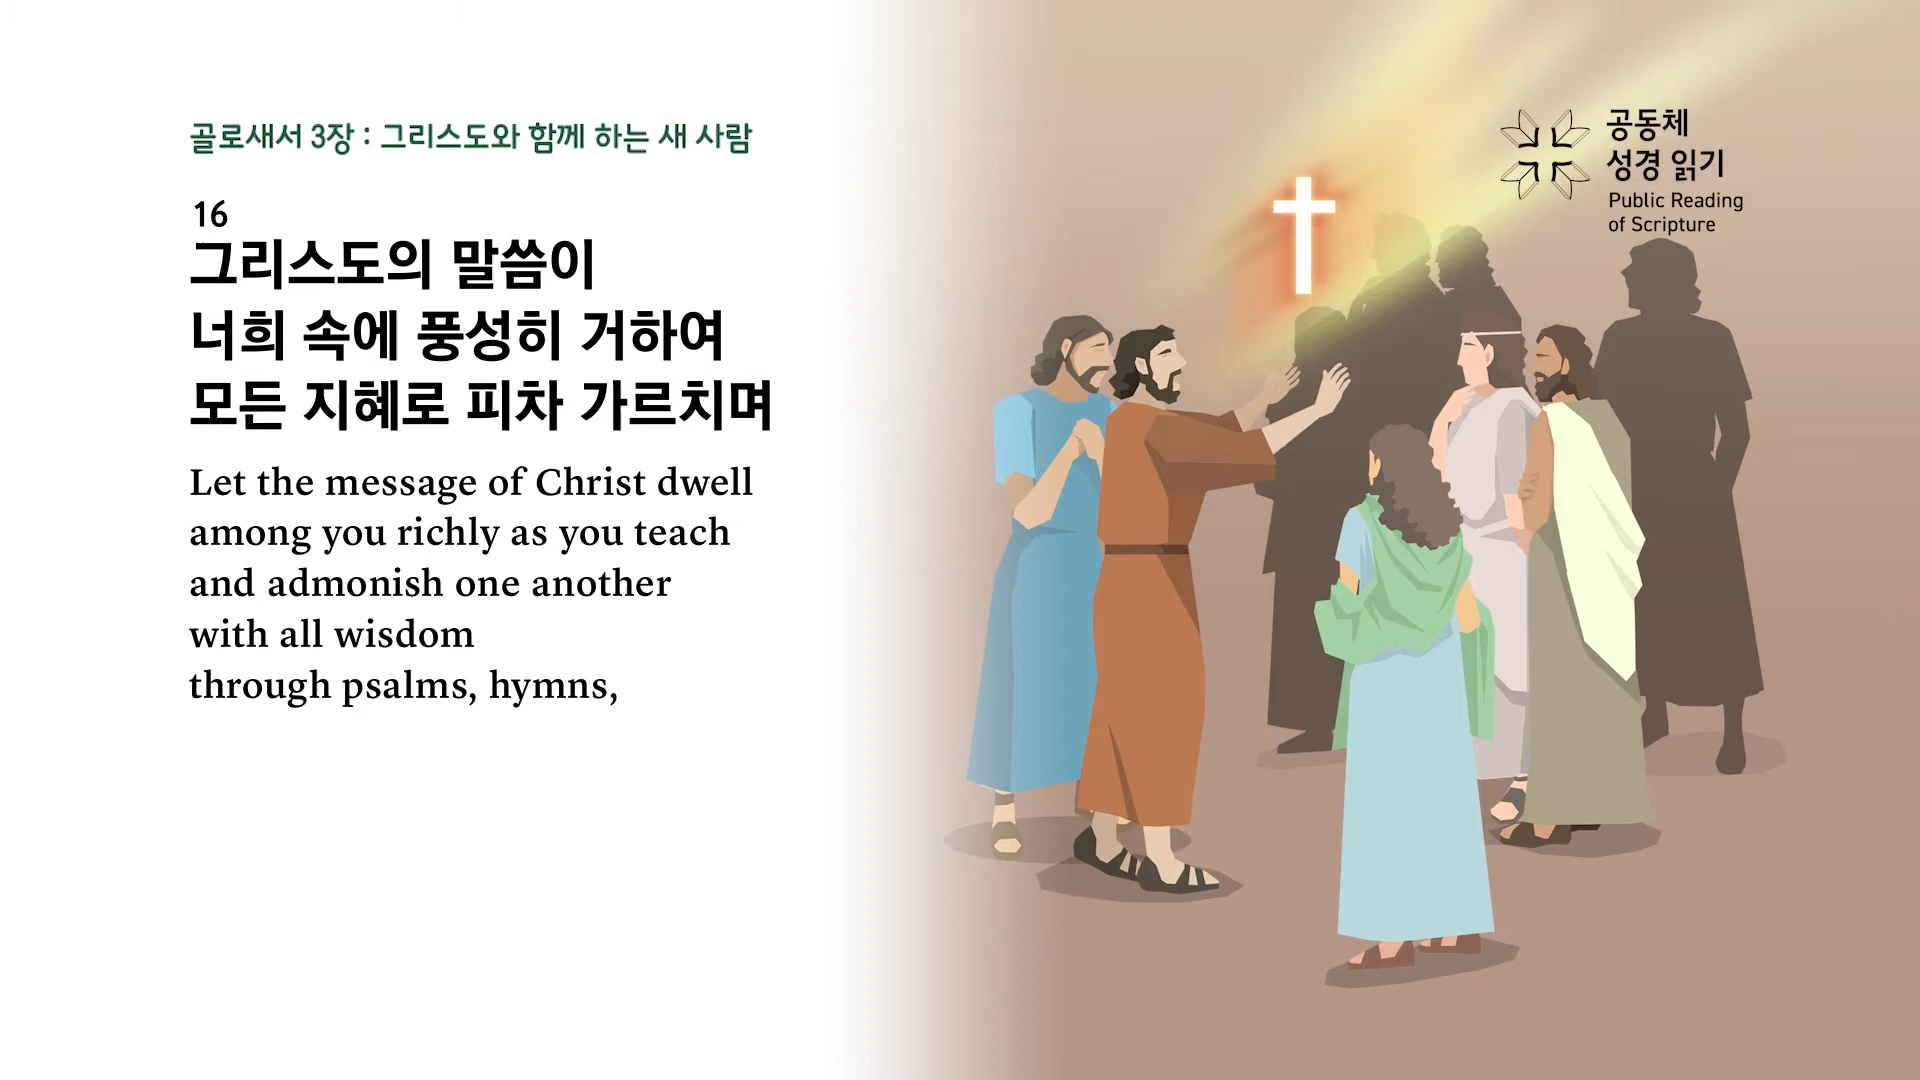 골로새서 3장 : 그리스도와 함께 하는 새 사람
16
그리스도의 말씀이
너희 속에 풍성히 거하여
모든 지혜로 피차 가르치며
Let the message of Christ dwell
among you richly as you teach
and admonish one another
with all wisdom
through psalms, hymns,
공동체
성경 읽기
Public Reading
of Scripture